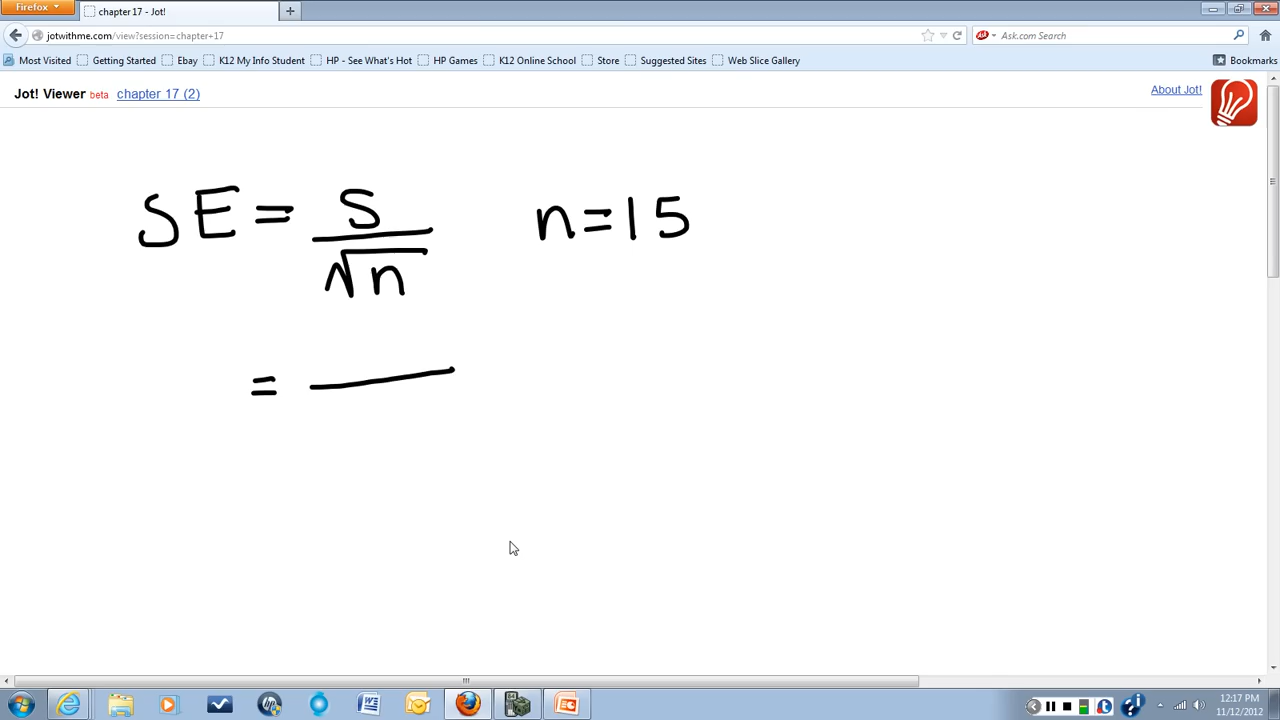 Firefox
chapter 17 - Jot!
jotwithme.com/view?session=chapter+17
Ask.com Search
Most Visited Getting Started Ebay K12 My Info Student HP - See What's Hot HP Games K12 Online School Store Suggested Sites Web Slice Gallery Bookmarks
Jot! Viewer beta chapter 17 (2) About Jot!
SE = S/√n n=15
=
12:17 PM
11/12/2012